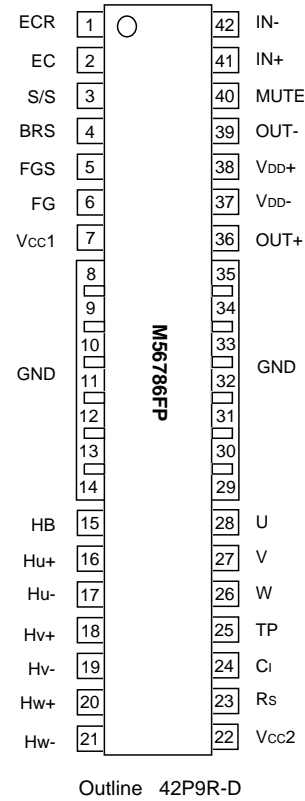 ECR 1 42 IN-
EC 2 41 IN+
S/S 3 40 MUTE
BRS 4 39 OUT-
FGS 5 38 VDD+
FG 6 37 VDD-
Vcc1 7 36 OUT+
8 35
9 34
10 33
GND 11 32 GND
12 31
13 30
14 29
M56786FP
HB 15 28 U
Hu+ 16 27 V
Hu- 17 26 W
Hv+ 18 25 TP
Hv- 19 24 CI
Hw+ 20 23 RS
Hw- 21 22 Vcc2
Outline 42P9R-D